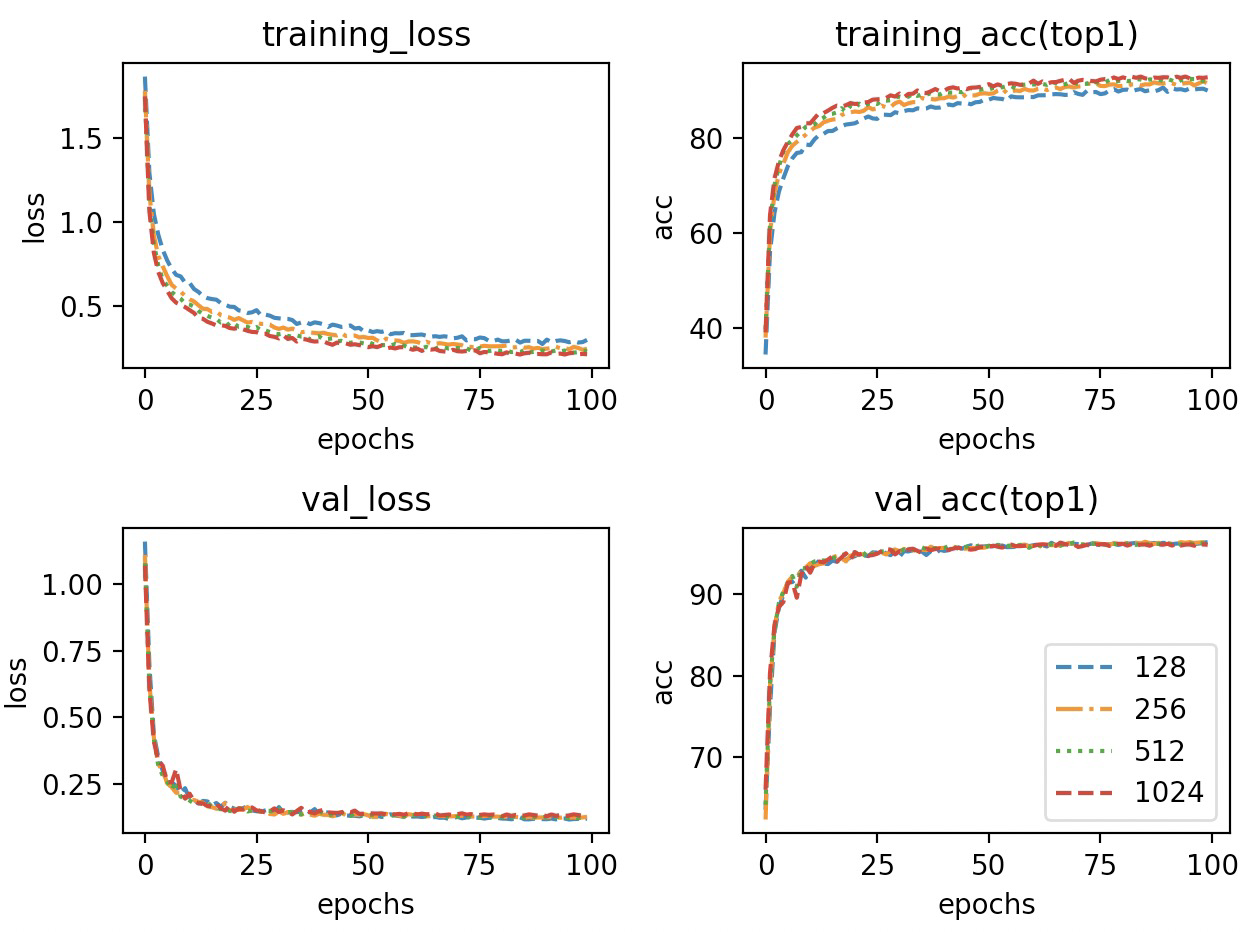 training_loss
loss
1.5
1.0
0.5
0 25 50 75 100
epochs
training_acc(top1)
acc
80
60
40
0 25 50 75 100
epochs
val_loss
loss
1.00
0.75
0.50
0.25
0 25 50 75 100
epochs
val_acc(top1)
acc
90
80
70
128
256
512
1024
0 25 50 75 100
epochs